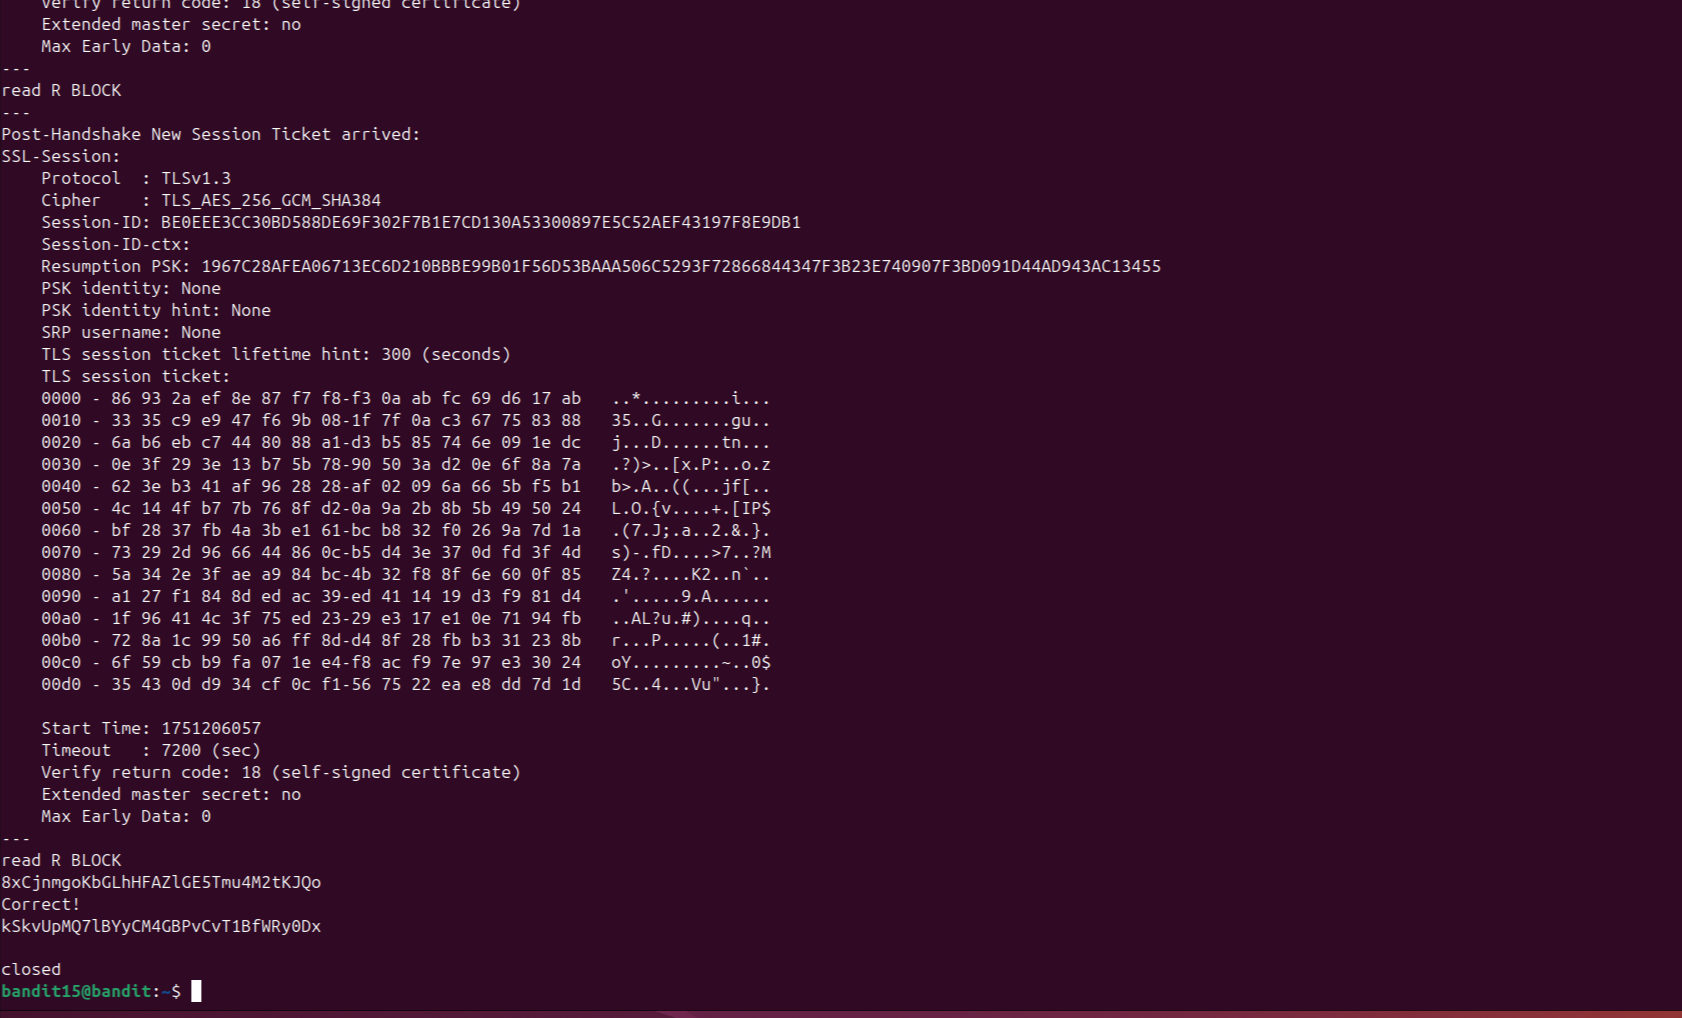 Verify return code: 18 (self-signed certificate)
    Extended master secret: no
    Max Early Data: 0
---
read R BLOCK
---
Post-Handshake New Session Ticket arrived:
SSL-Session:
    Protocol  : TLSv1.3
    Cipher    : TLS_AES_256_GCM_SHA384
    Session-ID: BE0EEE3CC30BD588DE69F302F7B1E7CD130A53300897E5C52AEF43197F8E9DB1
    Session-ID-ctx:
    Resumption PSK: 1967C28AFEA06713EC6D210BBBE99B01F56D53BAAA506C5293F72866844347F3B23E740907F3BD091D44AD943AC13455
    PSK identity: None
    PSK identity hint: None
    SRP username: None
    TLS session ticket lifetime hint: 300 (seconds)
    TLS session ticket:
    0000 - 86 93 2a ef 8e 87 f7 f8-f3 0a ab fc 69 d6 17 ab   ..*.........i...
    0010 - 33 35 c9 e9 47 f6 9b 08-1f 7f 0a c3 67 75 83 88   35..G.......gu..
    0020 - 6a b6 eb c7 44 80 88 a1-d3 b5 85 74 6e 09 1e dc   j...D......tn...
    0030 - 0e 3f 29 3e 13 b7 5b 78-90 50 3a d2 0e 6f 8a 7a   .?)>..[x.P:..o.z
    0040 - 62 3e b3 41 af 96 28 28-af 02 09 6a 66 5b f5 b1   b>.A..((...jf[..
    0050 - 4c 14 4f b7 7b 76 8f d2-0a 9a 2b 8b 5b 49 50 24   L.O.{v....+.[IP$
    0060 - bf 28 37 fb 4a 3b e1 61-bc b8 32 f0 26 9a 7d 1a   .(7.J;.a..2.&.}.
    0070 - 73 29 2d 96 66 44 86 0c-b5 d4 3e 37 0d fd 3f 4d   s)-.fD....>7..?M
    0080 - 5a 34 2e 3f ae a9 84 bc-4b 32 f8 8f 6e 60 0f 85   Z4.?....K2..n`..
    0090 - a1 27 f1 84 8d ed ac 39-ed 41 14 19 d3 f9 81 d4   .'.....9.A......
    00a0 - 1f 96 41 4c 3f 75 ed 23-29 e3 17 e1 0e 71 94 fb   ..AL?u.#)....q..
    00b0 - 72 8a 1c 99 50 a6 ff 8d-d4 8f 28 fb b3 31 23 8b   r...P.....(..1#.
    00c0 - 6f 59 cb b9 fa 07 1e e4-f8 ac f9 7e 97 e3 30 24   oY.........~..0$
    00d0 - 35 43 0d d9 34 cf 0c f1-56 75 22 ea e8 dd 7d 1d   5C..4...Vu"...}.

    Start Time: 1751206057
    Timeout   : 7200 (sec)
    Verify return code: 18 (self-signed certificate)
    Extended master secret: no
    Max Early Data: 0
---
read R BLOCK
8xCjnmgoKbGLhHFAZlGE5Tmu4M2tKJQo
Correct!
kSkvUpMQ7lBYyCM4GBPvCvT1BfWRy0Dx

closed
bandit15@bandit:~$